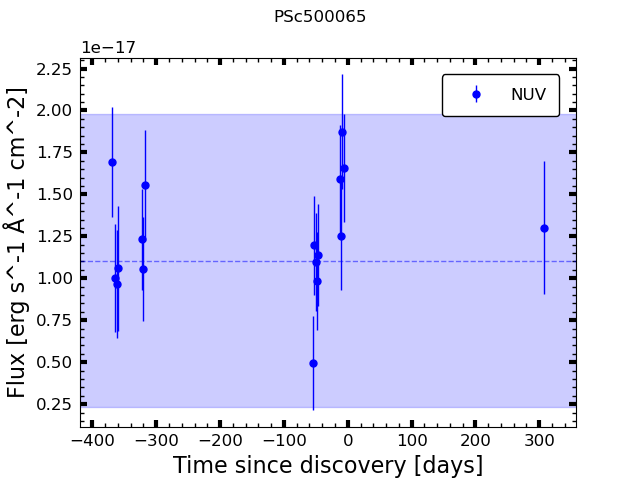 PSc500065
1e−17
2.25
2.00
1.75
1.50
1.25
1.00
0.75
0.50
0.25
Flux [erg s^-1 Å^-1 cm^-2]
NUV
−400 −300 −200 −100 0 100 200 300
Time since discovery [days]